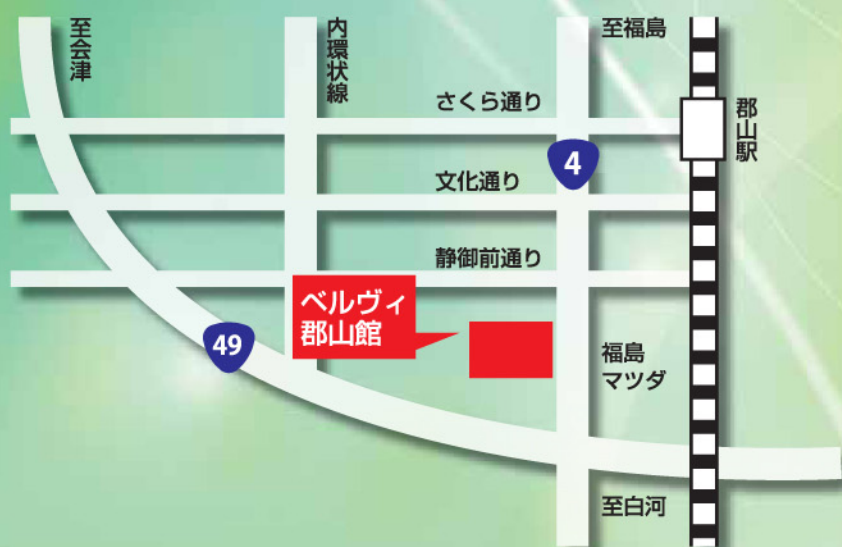 至会津
内環状線
至福島
さくら通り
郡山駅
4
文化通り
静御前通り
ベルヴィ
郡山館
49
福島
マツダ
至白河